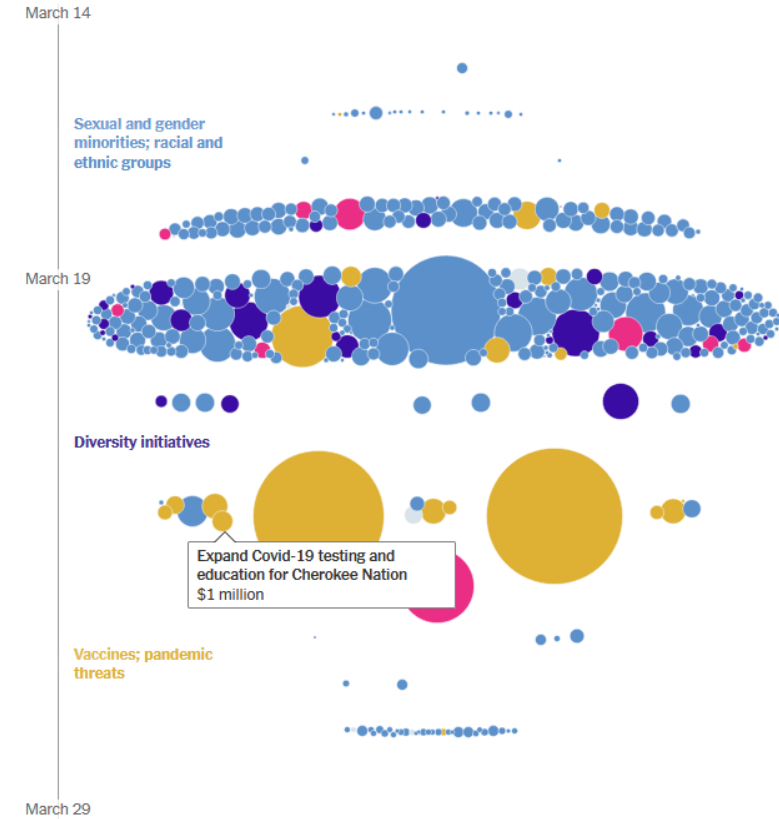 March 14
Sexual and gender
minorities; racial and
ethnic groups
March 19
Diversity initiatives
Expand Covid-19 testing and
education for Cherokee Nation
$1 million
Vaccines; pandemic
threats
March 29